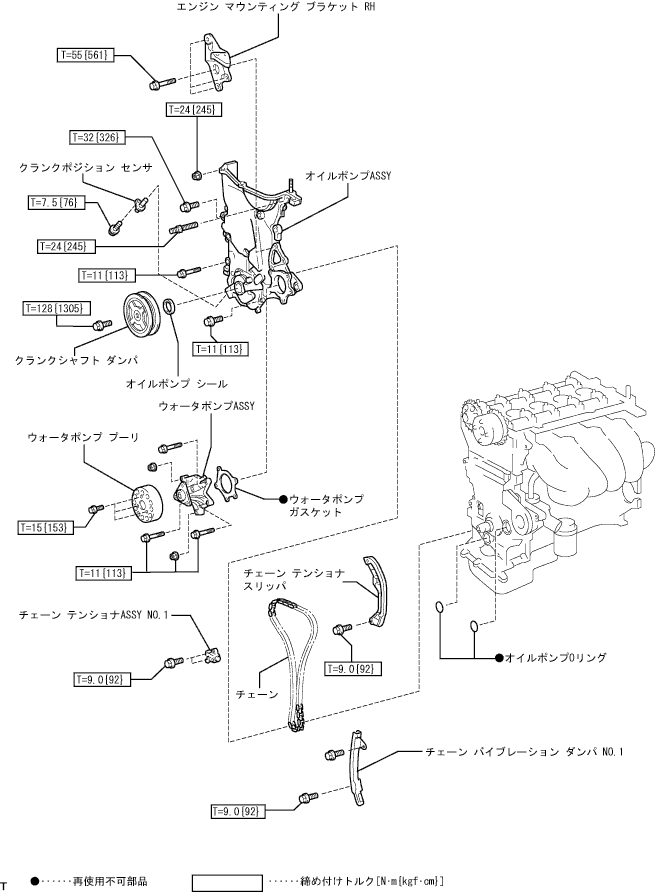 エンジン マウンティング ブラケット RH
T=55{561}
T=24{245}
T=32{326}
クランクポジション センサ
オイルポンプASSY
T=7.5{76}
T=24{245}
T=11{113}
T=128{1305}
T=11{113}
クランクシャフト ダンパ
オイルポンプ シール
ウォータポンプASSY
ウォータポンプ プーリ
●ウォータポンプ
ガスケット
T=15{153}
T=11{113}
チェーン テンショナ
スリッパ
チェーン テンショナASSY NO.1
T=9.0{92}
T=9.0{92}
●オイルポンプOリング
チェーン
チェーン バイブレーション ダンパ NO.1
T=9.0{92}
T
●‥‥‥再使用不可部品
‥‥‥締め付けトルク[N·m{kgf·cm}]